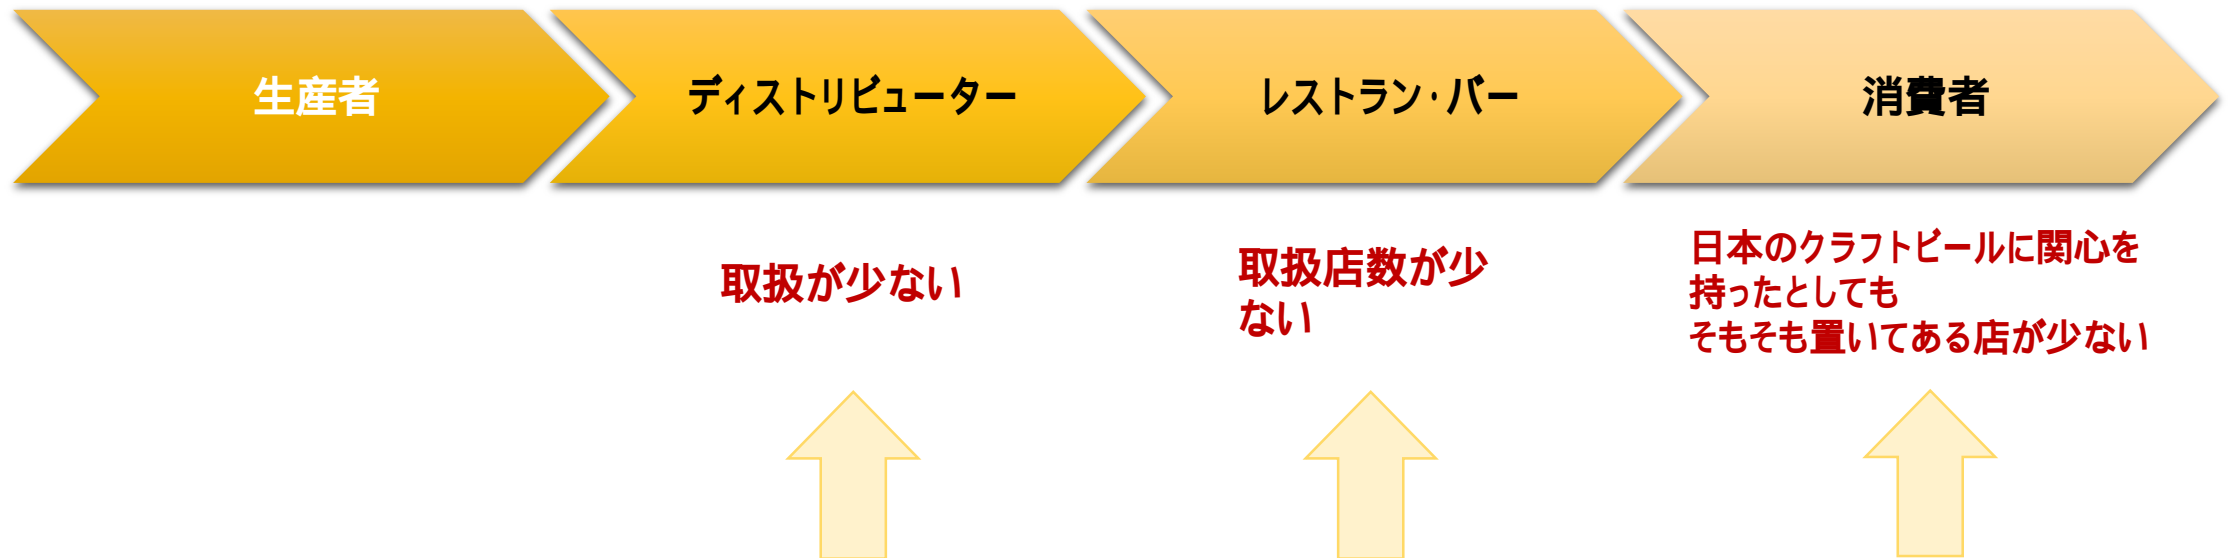 生産者
ディストリビューター
レストラン・バー
消費者
取扱が少ない
取扱店数が少
ない
日本のクラフトビールに関心を
持ったとしても
そもそも置いてある店が少ない